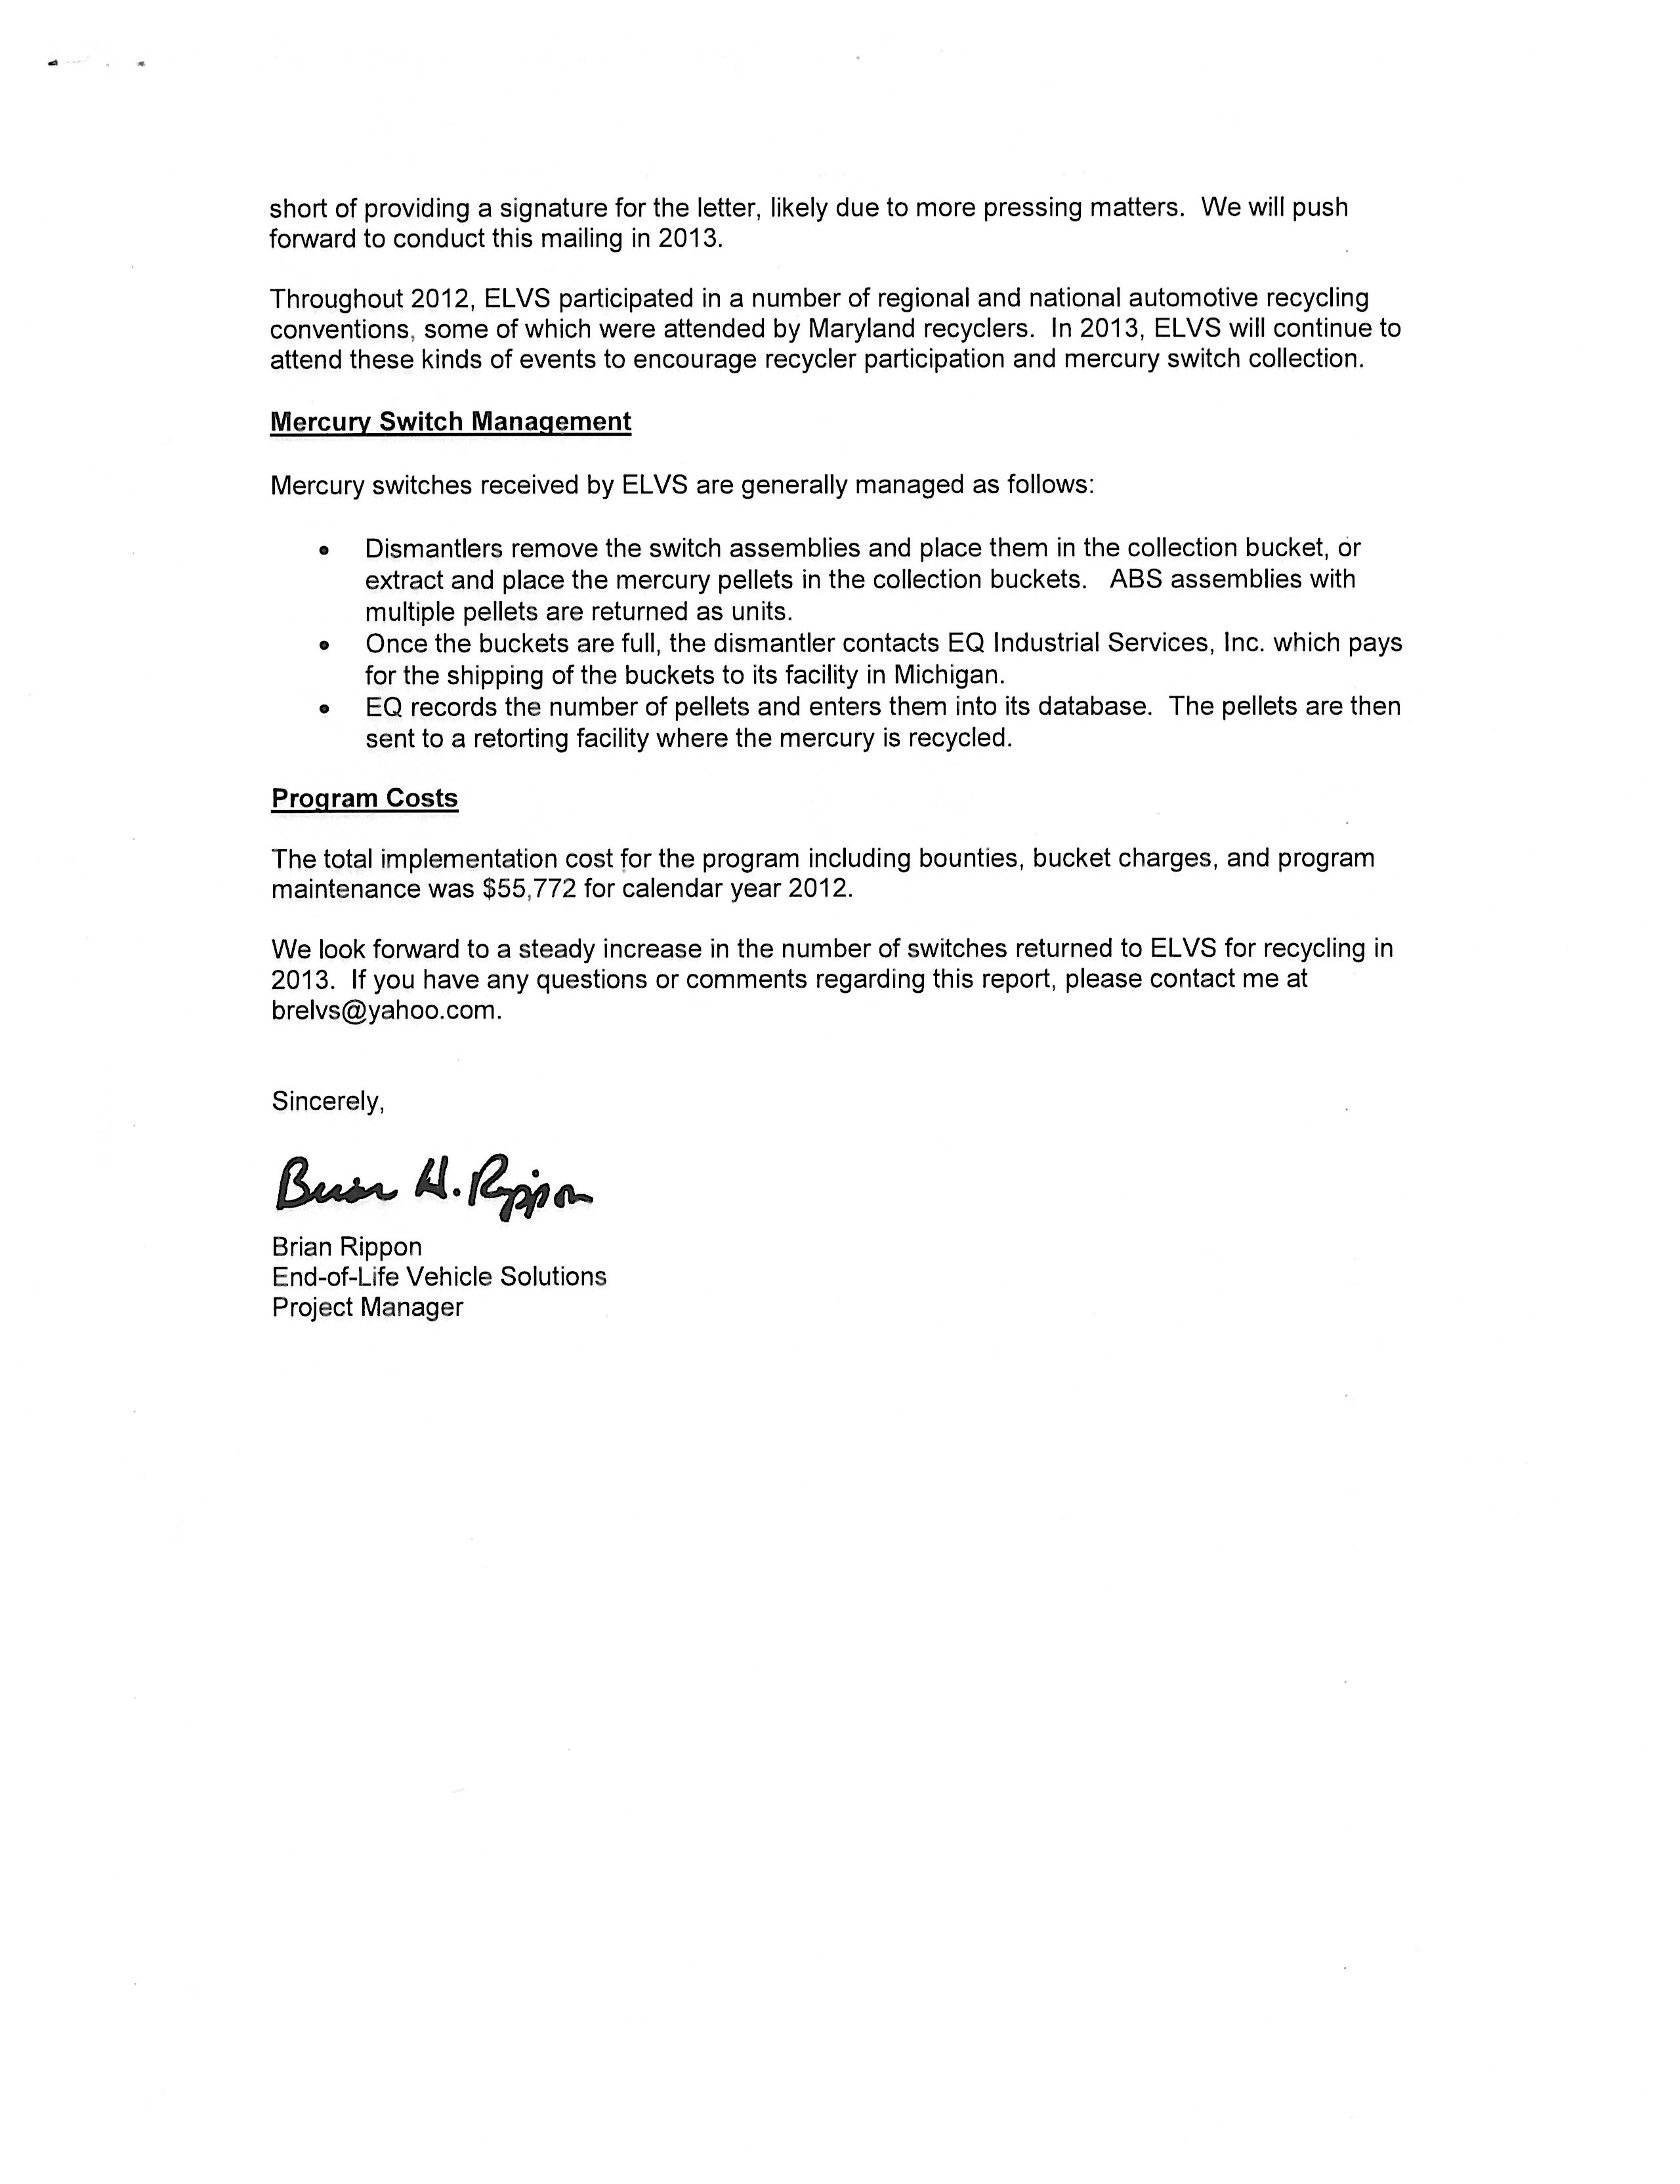 short of providing a signature for the letter, likely due to more pressing matters. We will push
forward to conduct this mailing in 2013.
Throughout 2012, ELVS participated in a number of regional and national automotive recycling
conventions, some of which were attended by Maryland recyclers. In 2013, ELVS will continue to
attend these kinds of events to encourage recycler participation and mercury switch collection.
Mercury Switch Management
Mercury switches received by ELVS are generally managed as follows:
• Dismantlers remove the switch assemblies and place them in the collection bucket, or
extract and place the mercury pellets in the collection buckets. ABS assemblies with
multiple pellets are returned as units.
• Once the buckets are full, the dismantler contacts EQ Industrial Services, Inc. which pays
for the shipping of the buckets to its facility in Michigan.
• EQ records the number of pellets and enters them into its database. The pellets are then
sent to a retorting facility where the mercury is recycled.
Program Costs
The total implementation cost for the program including bounties, bucket charges, and program
maintenance was $55,772 for calendar year 2012.
We look forward to a steady increase in the number of switches returned to ELVS for recycling in
2013. If you have any questions or comments regarding this report, please contact me at
brelvs@yahoo.com.
Sincerely,
Brian H. Rippon
Brian Rippon
End-of-Life Vehicle Solutions
Project Manager